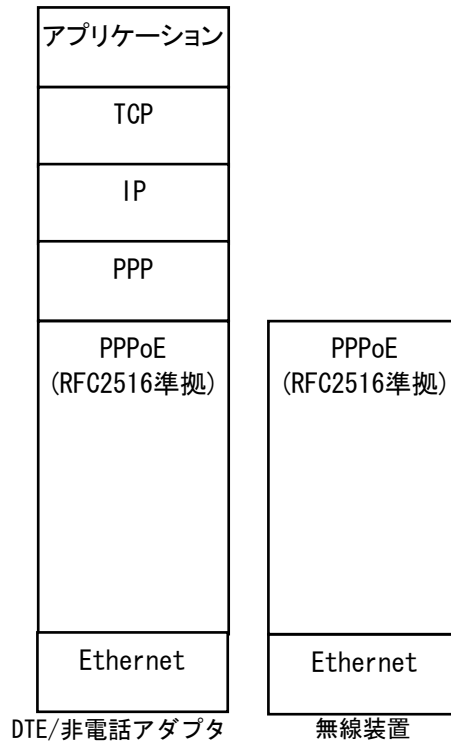 アプリケーション
TCP
IP
PPP
PPPoE
(RFC2516準拠)
Ethernet
DTE/非電話アダプタ
PPPoE
(RFC2516準拠)
Ethernet
無線装置